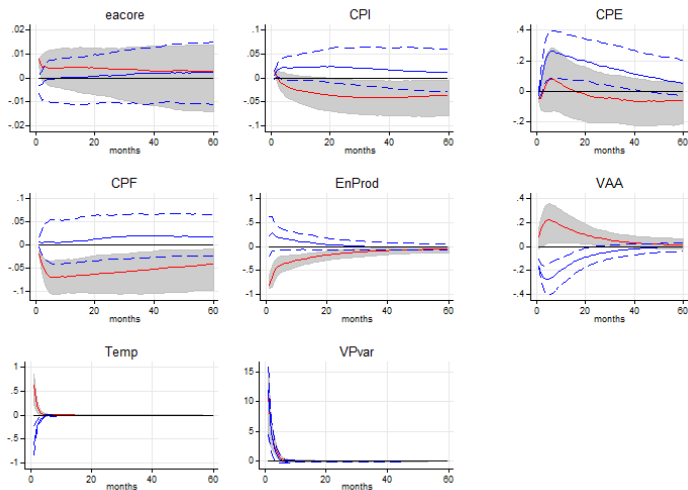 eacore
.02
.01
0
-.01
-.02
0 20 40 60
months
CPI
.1
.05
0
-.05
-.1
0 20 40 60
months
CPE
.4
.2
0
-.2
0 20 40 60
months
CPF
.1
.05
0
-.05
-.1
0 20 40 60
months
EnProd
1
.5
0
-.5
-1
0 20 40 60
months
VAA
.4
.2
0
-.2
-.4
0 20 40 60
months
Temp
1
.5
0
-.5
-1
0 20 40 60
months
VPvar
15
10
5
0
0 20 40 60
months